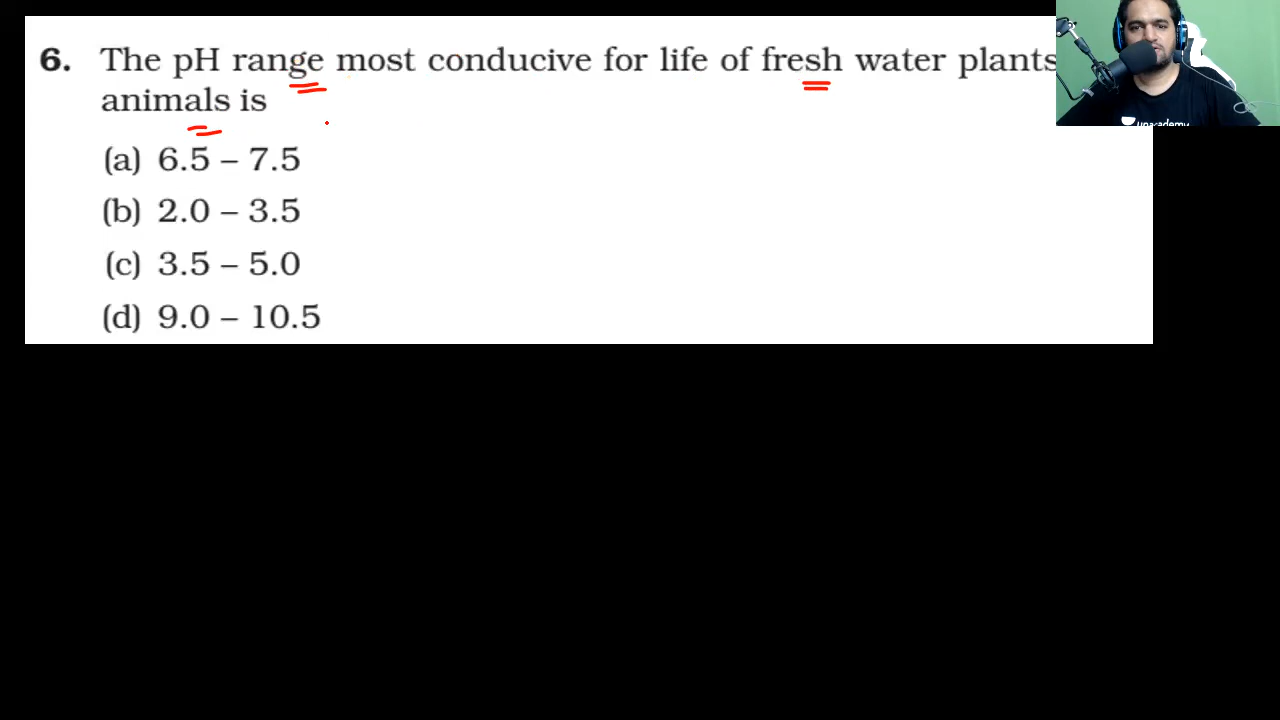 6. The pH range most conducive for life of fresh water plants
animals is
(a) 6.5 – 7.5
(b) 2.0 – 3.5
(c) 3.5 – 5.0
(d) 9.0 – 10.5
unacademy